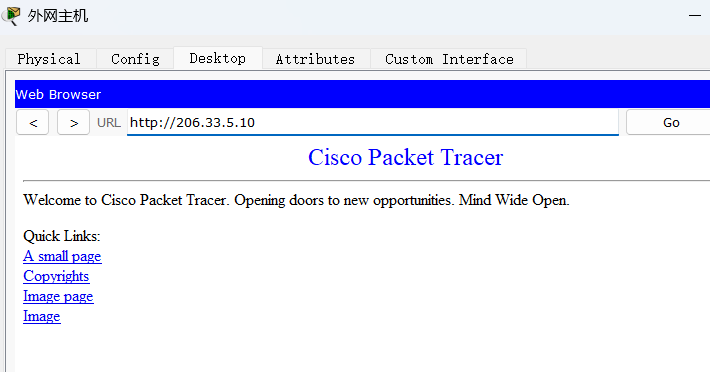 外网主机
Physical Config Desktop Attributes Custom Interface
Web Browser
< > URL http://206.33.5.10 Go
Cisco Packet Tracer
Welcome to Cisco Packet Tracer. Opening doors to new opportunities. Mind Wide Open.
Quick Links:
A small page
Copyrights
Image page
Image